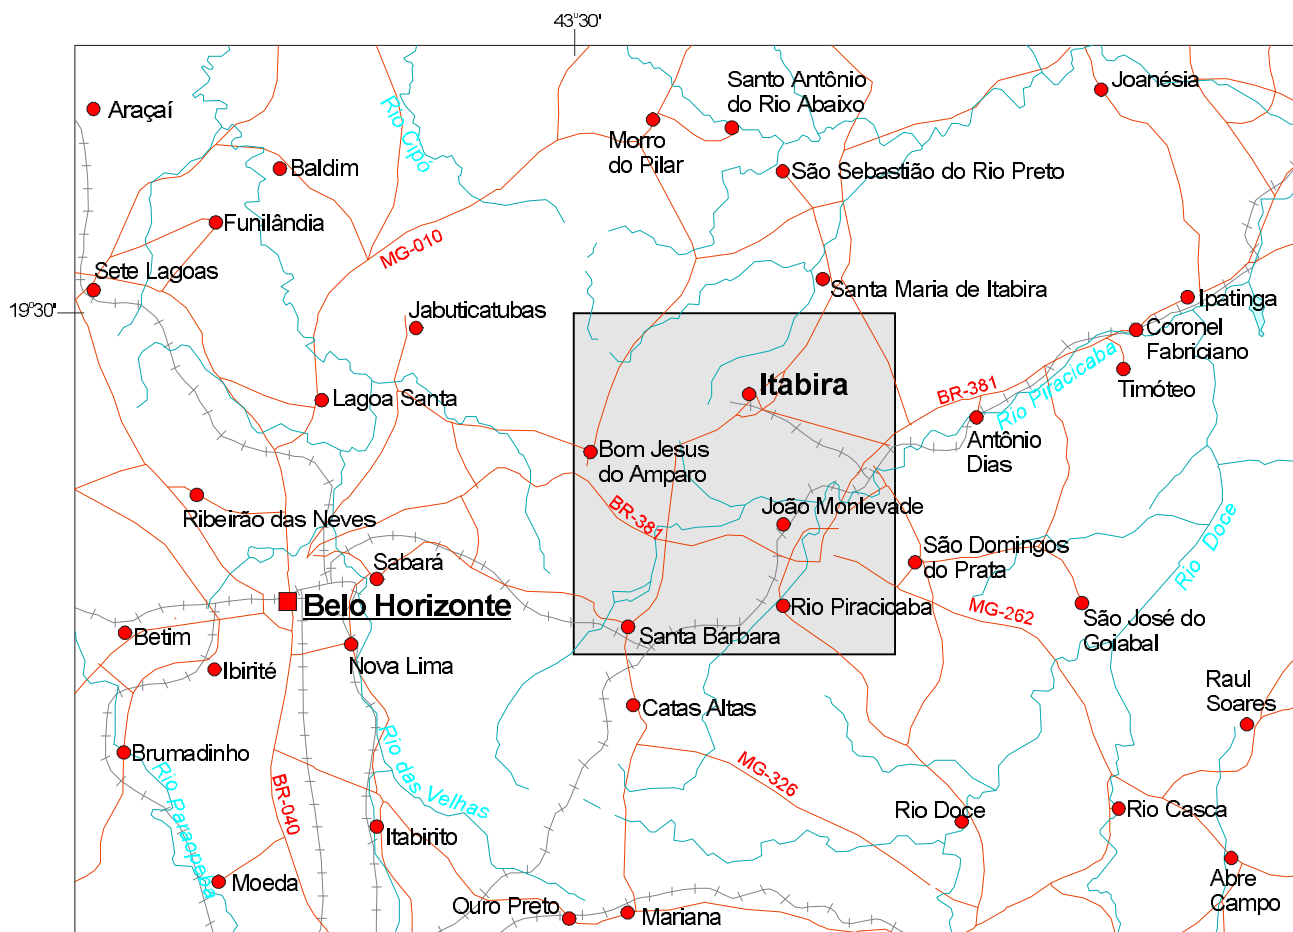 43°30'
Araçaí
Rio Cipó
Santo Antônio
do Rio Abaixo
Joanésia
Morro
do Pilar
Baldim
São Sebastião do Rio Preto
Funilândia
MG-010
Sete Lagoas
Santa Maria de Itabira
Ipatinga
19°30'
Jabuticatubas
Coronel
Fabriciano
Rio Piracicaba
Timóteo
Itabira
BR-381
Lagoa Santa
Antônio
Dias
Bom Jesus
do Amparo
BR-381
João Monlevade
Ribeirão das Neves
Rio Doce
São Domingos
do Prata
Sabará
Belo Horizonte
Rio Piracicaba
MG-262
São José do
Goiabal
Betim
Santa Bárbara
Nova Lima
Ibirité
Raul
Soares
Catas Altas
Brumadinho
Rio das Velhas
MG-326
Rio Paraopeba
BR-040
Rio Doce
Rio Casca
Itabirito
Moeda
Abre
Campo
Ouro Preto
Mariana